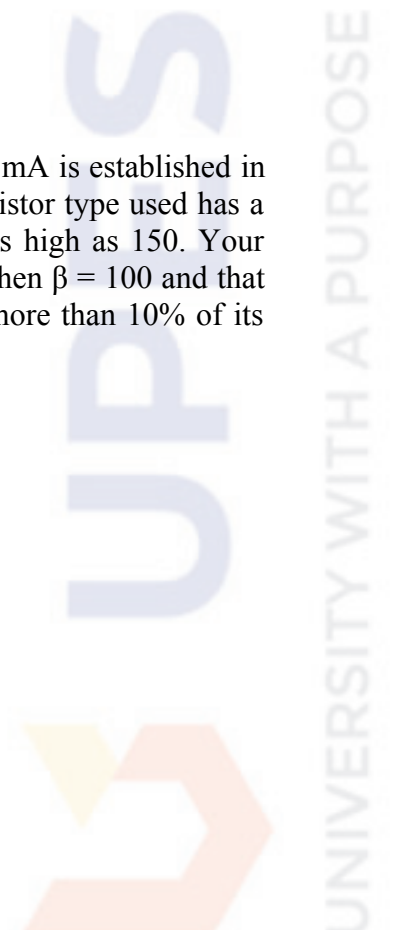 mA is established in
istor type used has a
s high as 150. Your
hen β = 100 and that
more than 10% of its
UPES
UNIVERSITY WITH A PURPOSE